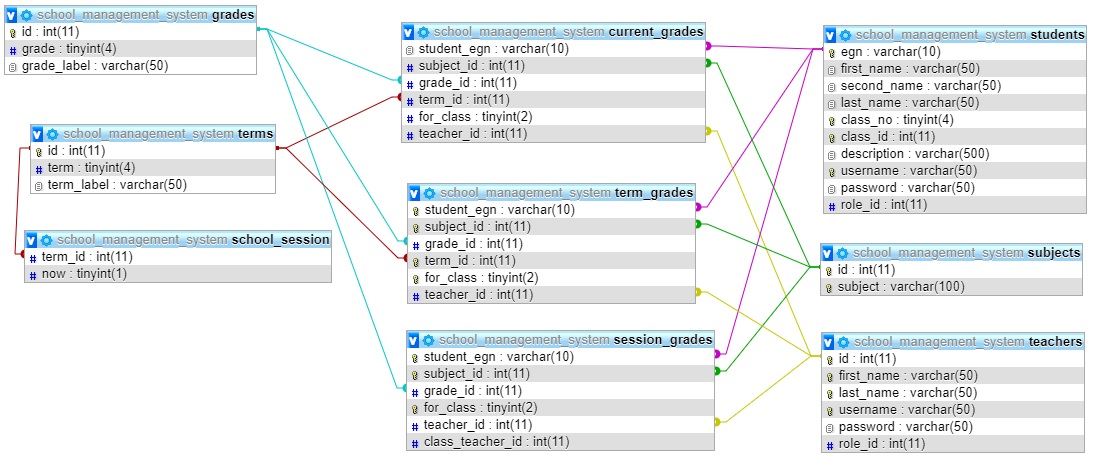 school_management_system grades
id : int(11)
# grade : tinyint(4)
grade_label : varchar(50)
school_management_system terms
id : int(11)
# term : tinyint(4)
term_label : varchar(50)
school_management_system school_session
# term_id : int(11)
# now : tinyint(1)
school_management_system current_grades
student_egn : varchar(10)
# subject_id : int(11)
# grade_id : int(11)
# term_id : int(11)
# for_class : tinyint(2)
# teacher_id : int(11)
school_management_system term_grades
student_egn : varchar(10)
subject_id : int(11)
# grade_id : int(11)
term_id : int(11)
for_class : tinyint(2)
# teacher_id : int(11)
school_management_system session_grades
student_egn : varchar(10)
subject_id : int(11)
# grade_id : int(11)
for_class : tinyint(2)
# teacher_id : int(11)
# class_teacher_id : int(11)
school_management_system students
egn : varchar(10)
first_name : varchar(50)
second_name : varchar(50)
last_name : varchar(50)
class_no : tinyint(4)
class_id : int(11)
description : varchar(500)
username : varchar(50)
password : varchar(50)
# role_id : int(11)
school_management_system subjects
id : int(11)
subject : varchar(100)
school_management_system teachers
id : int(11)
first_name : varchar(50)
last_name : varchar(50)
username : varchar(50)
password : varchar(50)
# role_id : int(11)